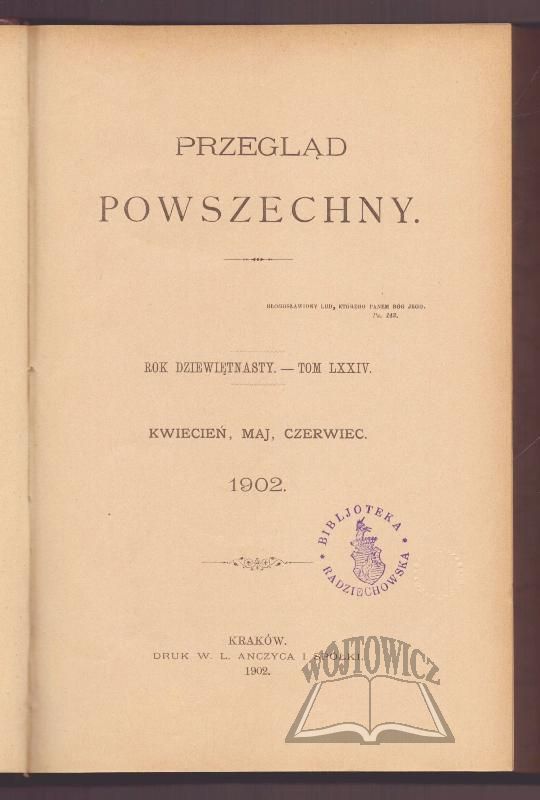 PRZEGLĄD
POWSZECHNY.
BŁOGOSŁAWIONY LUD, KTÓREGO PANEM BÓG JEGO.
Ps. 143.
ROK DZIEWIĘTNASTY. — TOM LXXIV.
KWIECIEŃ, MAJ, CZERWIEC.
1902.
BIBLJOTEKA
RADZIECHOWSKA
KRAKÓW.
DRUK W. L. ANCZYCA I SPÓŁKI.
1902.
WÓJTOWICZ